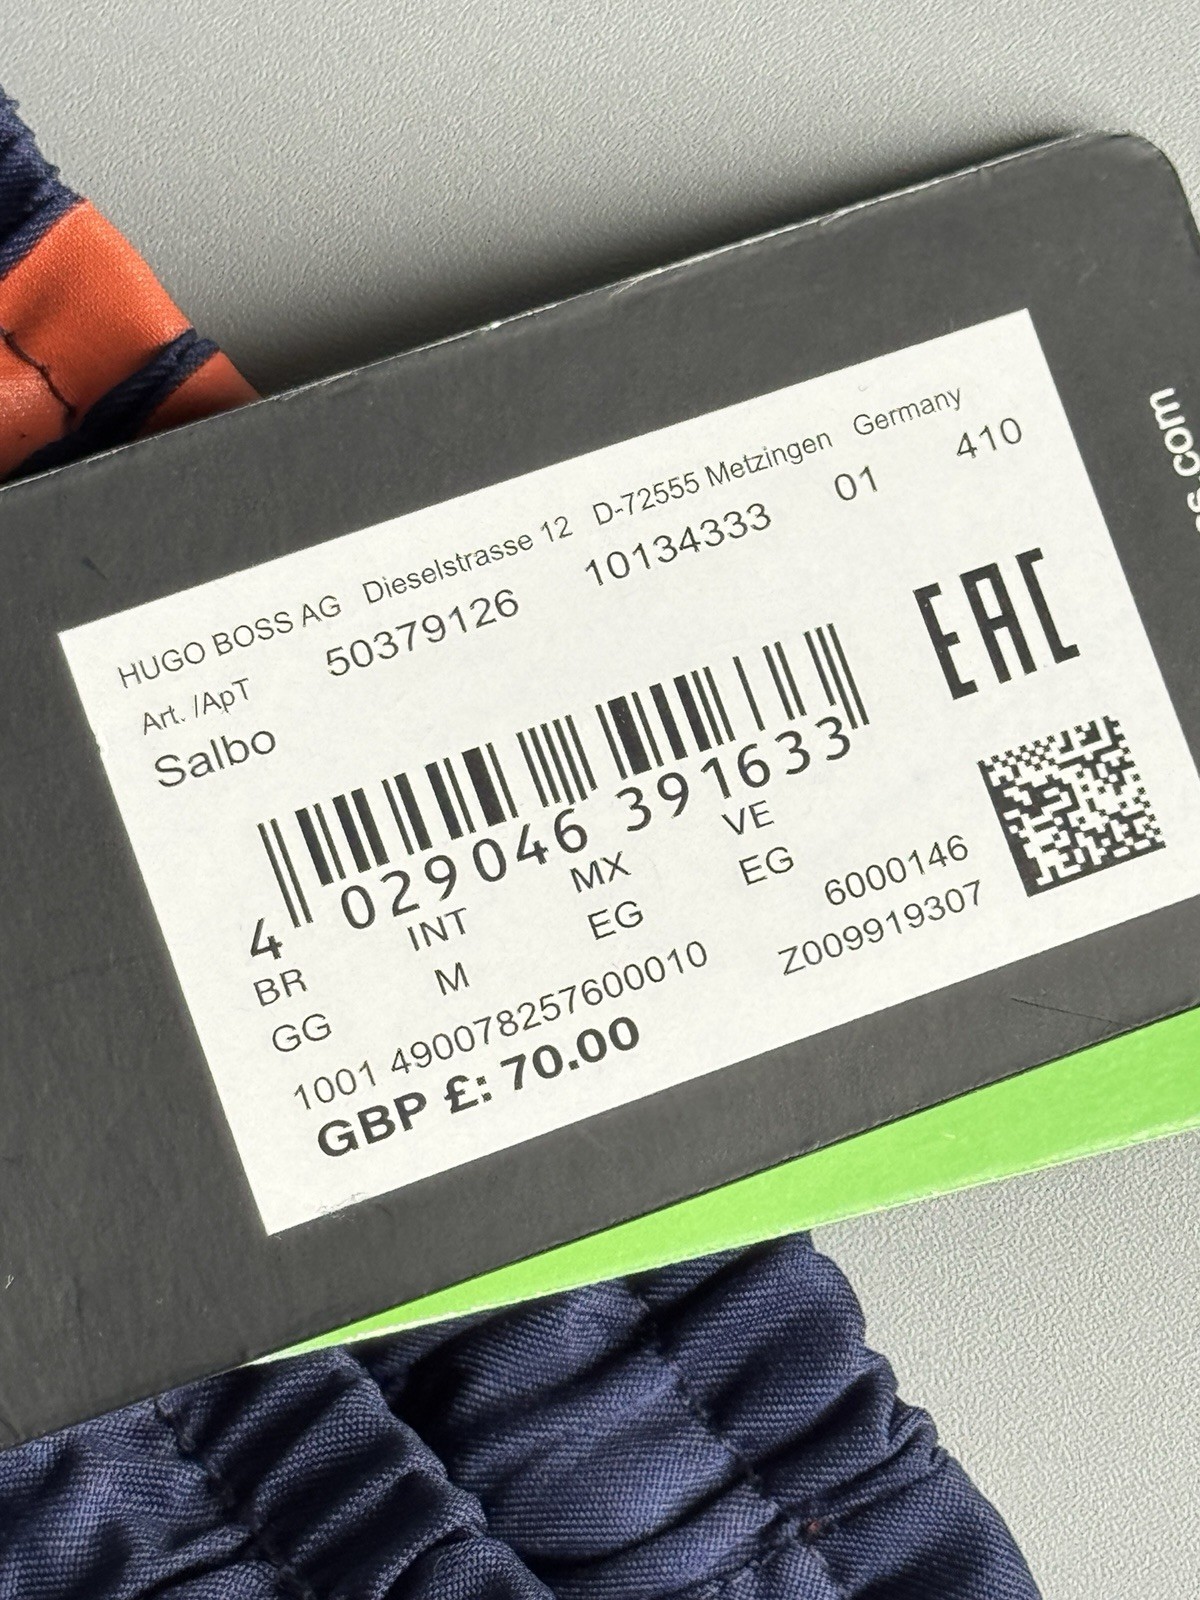 HUGO BOSS AG Dieselstrasse 12 D-72555 Metzingen Germany
Art. /ApT 50379126 10134333 01 410
Salbo
EAC
4 029046 391633
BR INT MX VE
GG M EG EG
6000146
1001 490078257600010 Z009919307
GBP £: 70.00
s.com